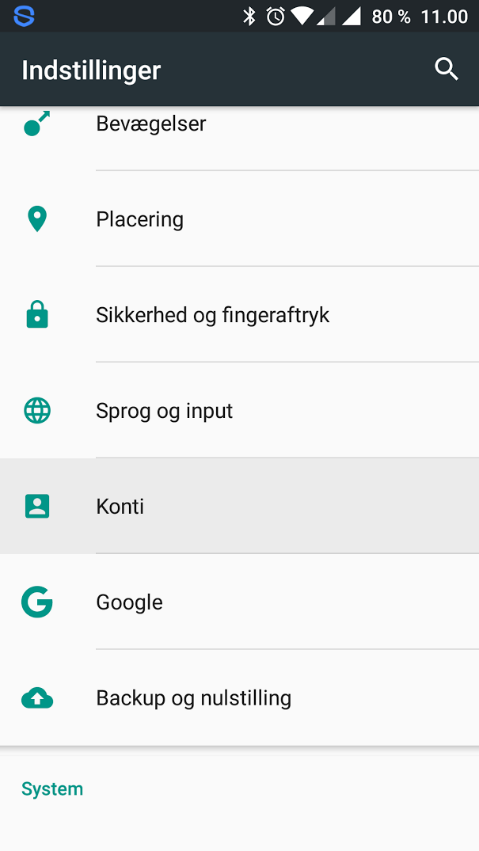 80 % 11.00
Indstillinger
Bevægelser
Placering
Sikkerhed og fingeraftryk
Sprog og input
Konti
Google
Backup og nulstilling
System